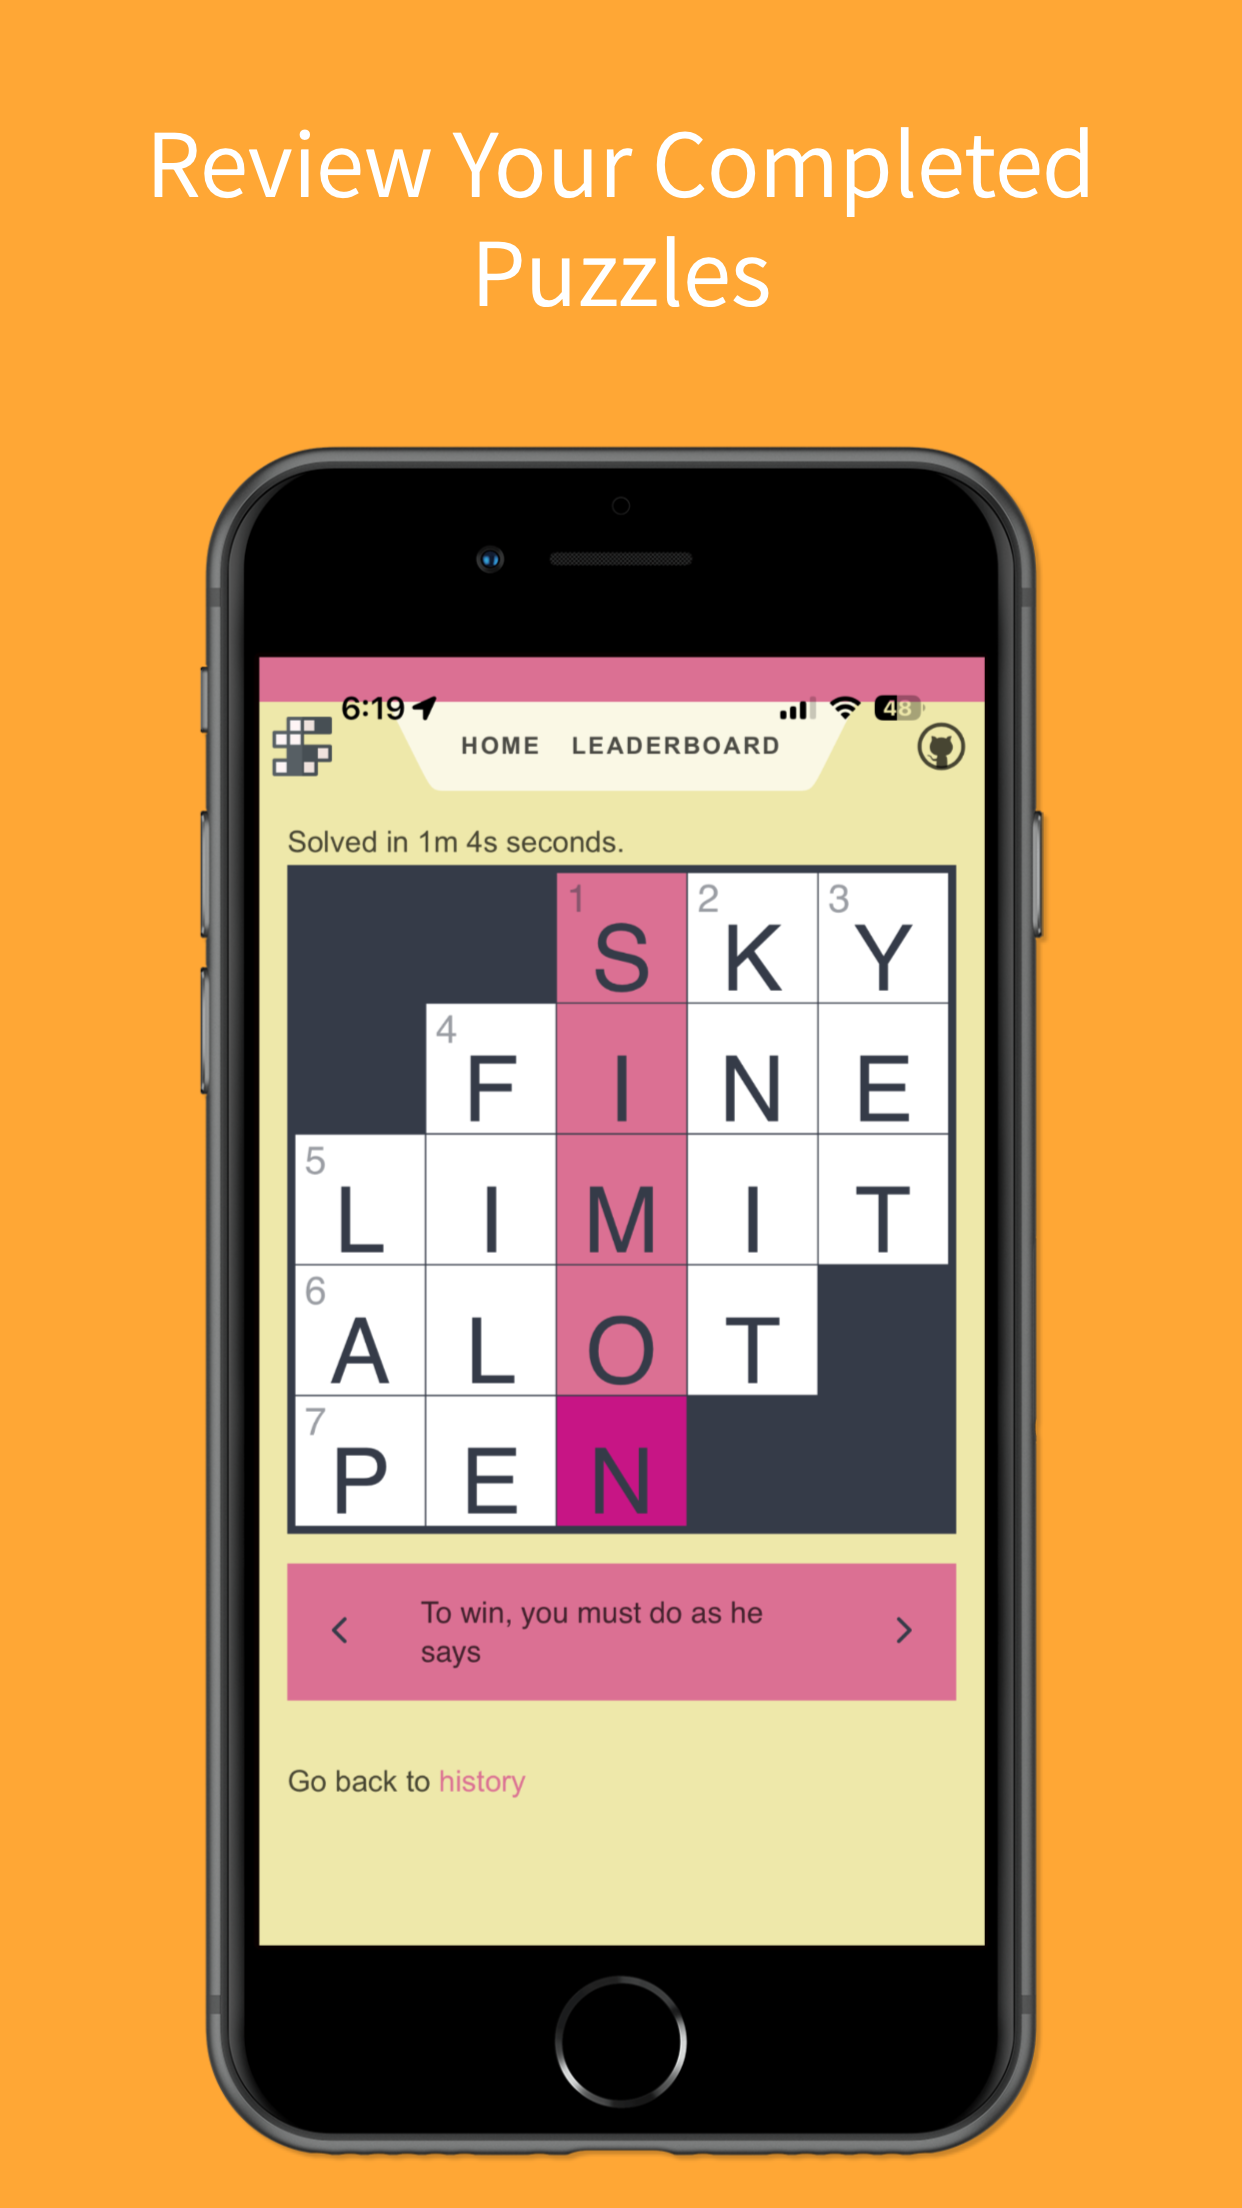 Review Your Completed
Puzzles
6:19
48
HOME LEADERBOARD
Solved in 1m 4s seconds.
1 2 3
S K Y
4
F I N E
5
L I M I T
6
A L O T
7
P E N
To win, you must do as he
says
Go back to history